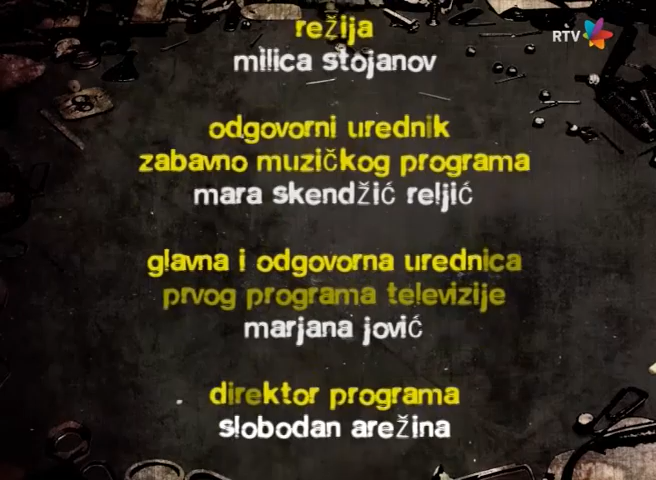 režija
RTV
milica stojanov
odgovorni urednik
zabavno muzičkog programa
mara skendžić reljić
glavna i odgovorna urednica
prvog programa televizije
marjana jović
direktor programa
slobodan arežina